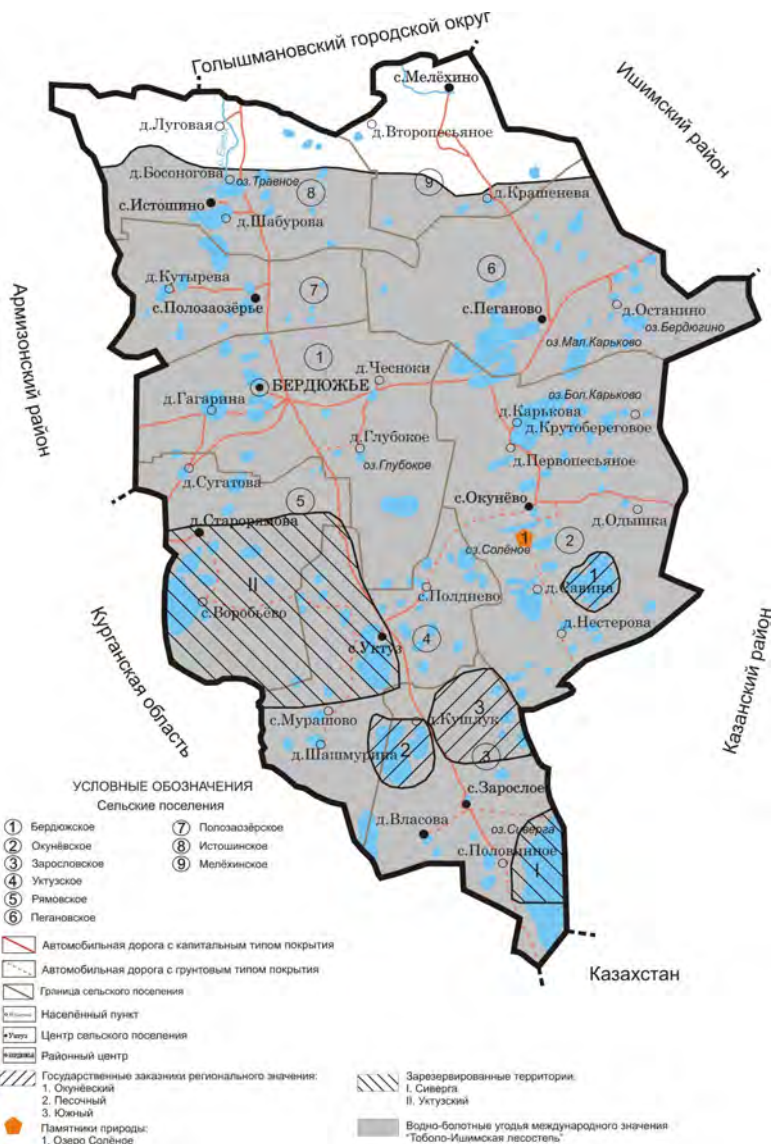 Голышмановский городской округ
Ишимский район
с.Мелёхино
д.Луговая
д.Второпесьяное
д.Босоногова
оз.Травное
8
9
д.Крашенева
с.Истошино
д.Шабурова
д.Кутырева
7
6
с.Полозаозёрье
с.Пеганово
д.Останино
оз.Бердюгино
оз.Мал.Карьково
Армизонский район
1
д.Чесноки
БЕРДЮЖЬЕ
оз.Бол.Карьково
д.Гагарина
д.Карькова
д.Крутобереговое
д.Глубокое
д.Первопесьяное
оз.Глубокое
д.Сугатова
5
с.Окунёво
д.Одышка
д.Старорямова
1
2
оз.Солёное
II
1
с.Полднево
д.Савина
с.Воробьёво
д.Нестерова
4
с.Уктуз
Курганская область
Казанский район
3
с.Мурашово
д.Кушлук
2
д.Шашмурина
3
с.Зарослое
д.Власова
оз.Сиверга
с.Половинное
I
Казахстан
УСЛОВНЫЕ ОБОЗНАЧЕНИЯ
Сельские поселения
1 Бердюжское
2 Окунёвское
3 Зарословское
4 Уктузское
5 Рямовское
6 Пегановское
7 Полозаозёрское
8 Истошинское
9 Мелёхинское
Автомобильная дорога с капитальным типом покрытия
Автомобильная дорога с грунтовым типом покрытия
Граница сельского поселения
Населённый пункт
Уктуз Центр сельского поселения
Районный центр
Государственные заказники регионального значения:
1. Окунёвский
2. Песочный
3. Южный
Памятники природы:
1. Озеро Солёное
Зарезервированные территории:
I. Сиверга
II. Уктузский
Водно-болотные угодья международного значения
"Тоболо-Ишимская лесостепь"